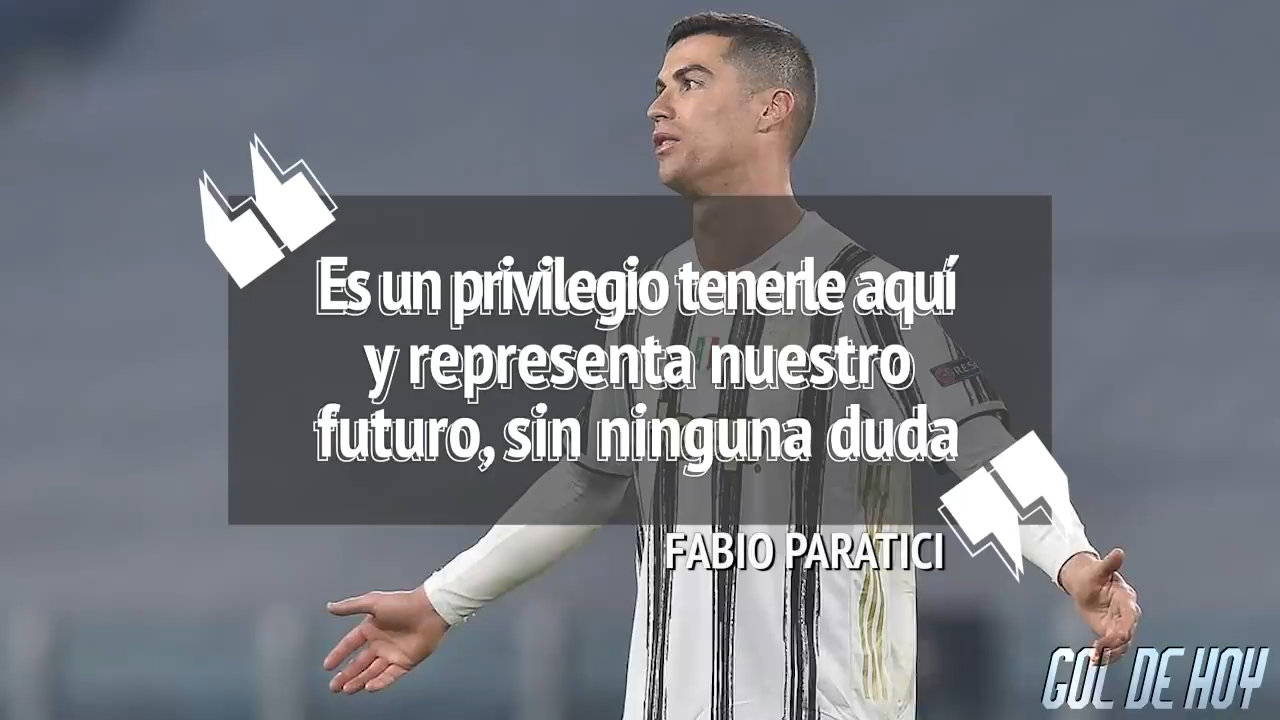 Es un privilegio tenerle aquí
y representa nuestro
futuro, sin ninguna duda
FABIO PARATICI
GOL DE HOY